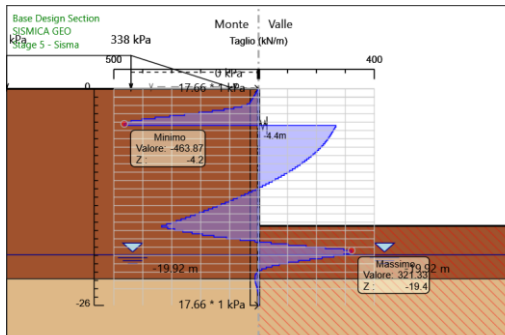 Base Design Section
SISMICA GEO
kPa
Stage 5 - Sisma
338 kPa
Monte
Valle
Taglio (kN/m)
500
400
0 kPa
0
17.66 * 1 kPa
-4.4m
Minimo
Valore: -463.87
Z : -4.2
-19.92 m
-19.92 m
Massimo
Valore: 321.33
Z : -19.4
-26
17.66 * 1 kPa